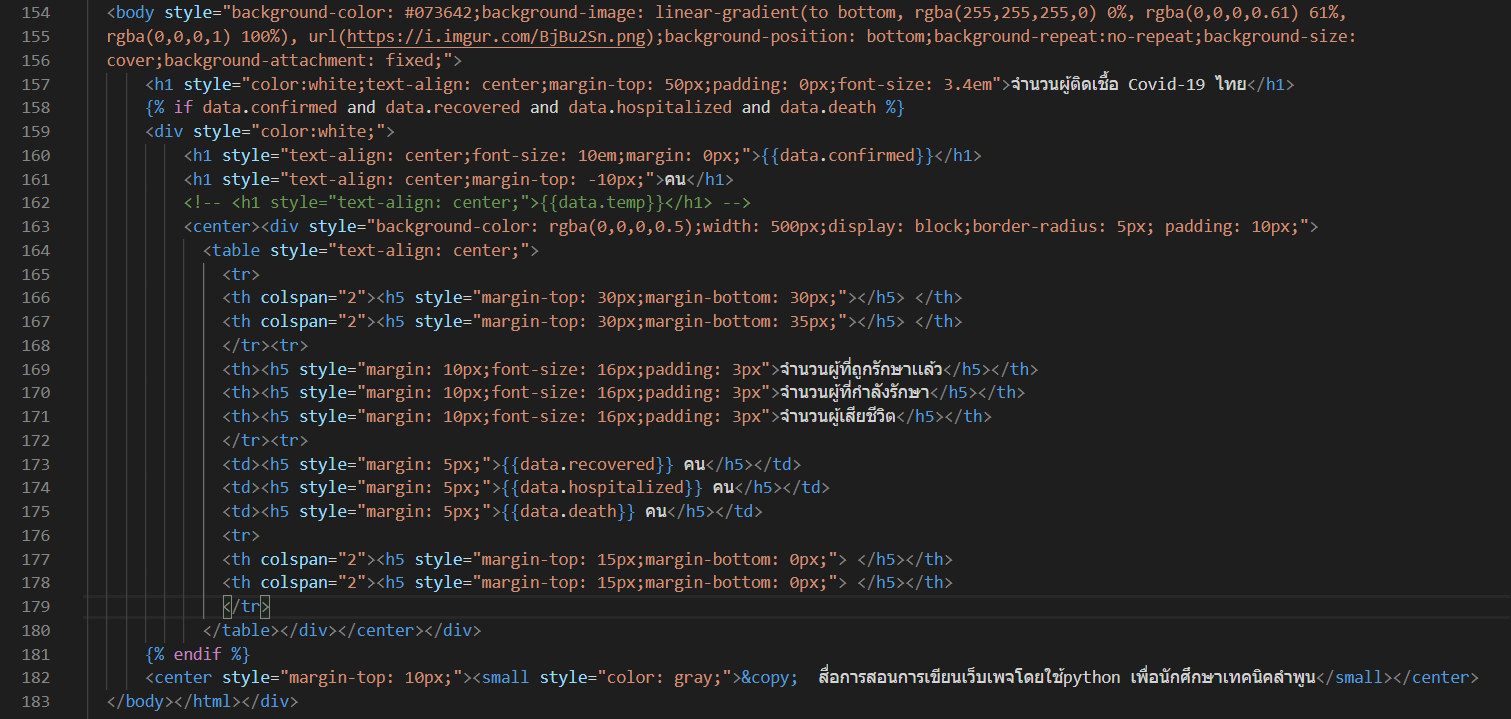 154 <body style="background-color: #073642;background-image: linear-gradient(to bottom, rgba(255,255,255,0) 0%, rgba(0,0,0,0.61) 61%,
155 rgba(0,0,0,1) 100%), url(https://i.imgur.com/BjBu2Sn.png);background-position: bottom;background-repeat:no-repeat;background-size:
156 cover;background-attachment: fixed;">
157 <h1 style="color:white;text-align: center;margin-top: 50px;padding: 0px;font-size: 3.4em">จำนวนผู้ติดเชื้อ Covid-19 ไทย</h1>
158 {% if data.confirmed and data.recovered and data.hospitalized and data.death %}
159 <div style="color:white;">
160 <h1 style="text-align: center;font-size: 10em;margin: 0px;">{{data.confirmed}}</h1>
161 <h1 style="text-align: center;margin-top: -10px;">คน</h1>
162 <!-- <h1 style="text-align: center;">{{data.temp}}</h1> -->
163 <center><div style="background-color: rgba(0,0,0,0.5);width: 500px;display: block;border-radius: 5px; padding: 10px;">
164 <table style="text-align: center;">
165 <tr>
166 <th colspan="2"><h5 style="margin-top: 30px;margin-bottom: 30px;"></h5> </th>
167 <th colspan="2"><h5 style="margin-top: 30px;margin-bottom: 35px;"></h5> </th>
168 </tr><tr>
169 <th><h5 style="margin: 10px;font-size: 16px;padding: 3px">จำนวนผู้ที่ถูกรักษาแล้ว</h5></th>
170 <th><h5 style="margin: 10px;font-size: 16px;padding: 3px">จำนวนผู้ที่กำลังรักษา</h5></th>
171 <th><h5 style="margin: 10px;font-size: 16px;padding: 3px">จำนวนผู้เสียชีวิต</h5></th>
172 </tr><tr>
173 <td><h5 style="margin: 5px;">{{data.recovered}} คน</h5></td>
174 <td><h5 style="margin: 5px;">{{data.hospitalized}} คน</h5></td>
175 <td><h5 style="margin: 5px;">{{data.death}} คน</h5></td>
176 <tr>
177 <th colspan="2"><h5 style="margin-top: 15px;margin-bottom: 0px;"> </h5></th>
178 <th colspan="2"><h5 style="margin-top: 15px;margin-bottom: 0px;"> </h5></th>
179 </tr>
180 </table></div></center></div>
181 {% endif %}
182 <center style="margin-top: 10px;"><small style="color: gray;">&copy;  สื่อการสอนการเขียนเว็บเพจโดยใช้python เพื่อนักศึกษาเทคนิคลำพูน</small></center>
183 </body></html></div>